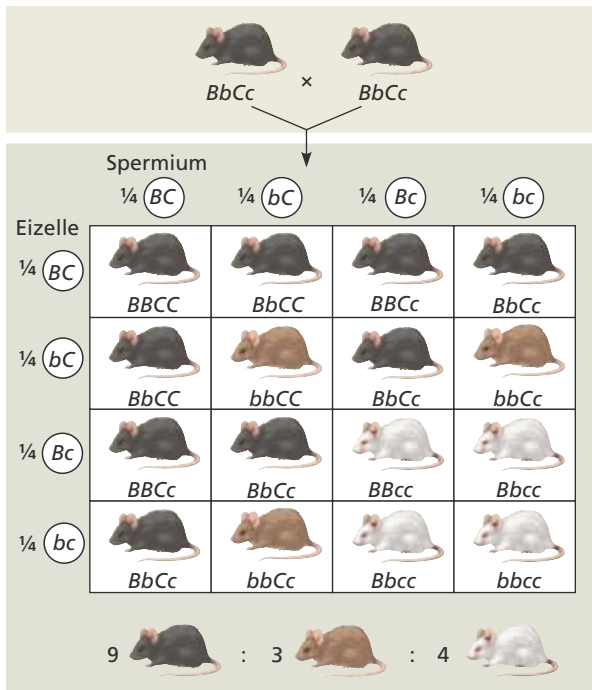 BbCc × BbCc
Spermium
¼ BC ¼ bC ¼ Bc ¼ bc
Eizelle
¼ BC
BBCC BbCC BBCc BbCc
¼ bC
BbCC bbCC BbCc bbCc
¼ Bc
BBCc BbCc BBcc Bbcc
¼ bc
BbCc bbCc Bbcc bbcc
9 : 3 : 4